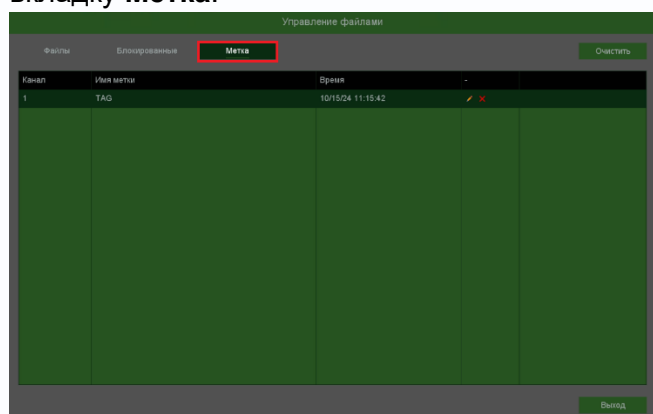 вкладку Метка.
Управление файлами
Файлы Блокированные Метка Очистить
Канал Имя метки Время -
1 TAG 10/15/24 11:15:42
Выход